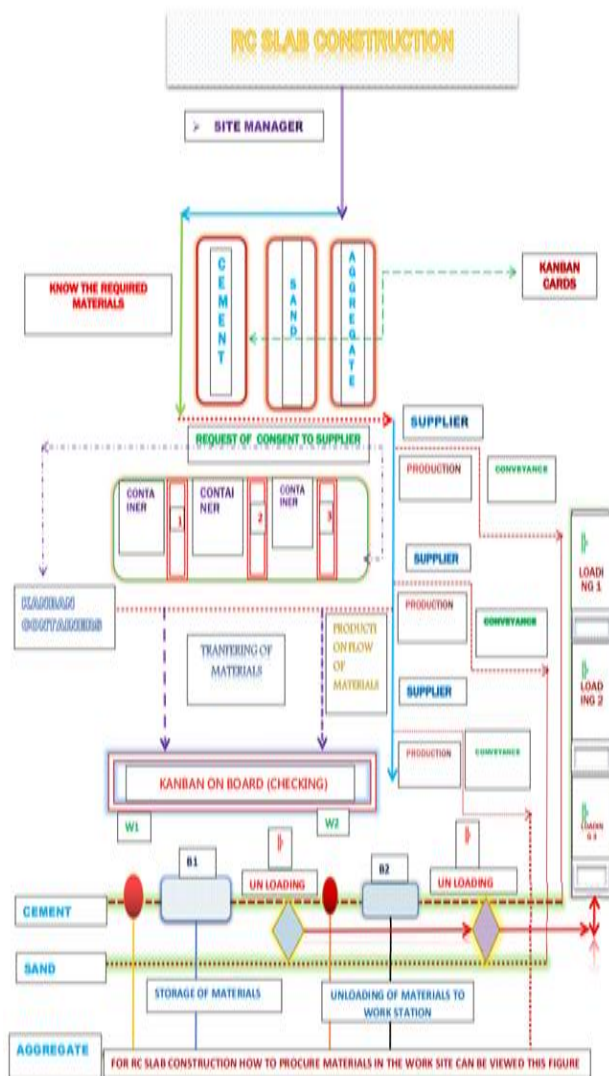 RC SLAB CONSTRUCTION
➢ SITE MANAGER
CEMENT
SAND
AGGREGATE
KANBAN
CARDS
KNOW THE REQUIRED
MATERIALS
SUPPLIER
REQUEST OF CONSENT TO SUPPLIER
PRODUCTION
CONVEYANCE
CONTA
INER
1
CONTAI
NER
2
CONTA
INER
3
LOADI
NG 1
SUPPLIER
KANBAN
CONTAINERS
PRODUCTION
CONVEYANCE
TRANFERING OF
MATERIALS
PRODUCTI
ON FLOW
OF
MATERIALS
LOAD
ING 2
SUPPLIER
PRODUCTION
CONVEYANCE
KANBAN ON BOARD (CHECKING)
LOADIN
G 3
W1
W2
B1
B2
UN LOADING
UN LOADING
CEMENT
SAND
STORAGE OF MATERIALS
UNLOADING OF MATERIALS TO
WORK STATION
AGGREGATE
FOR RC SLAB CONSTRUCTION HOW TO PROCURE MATERIALS IN THE WORK SITE CAN BE VIEWED THIS FIGURE